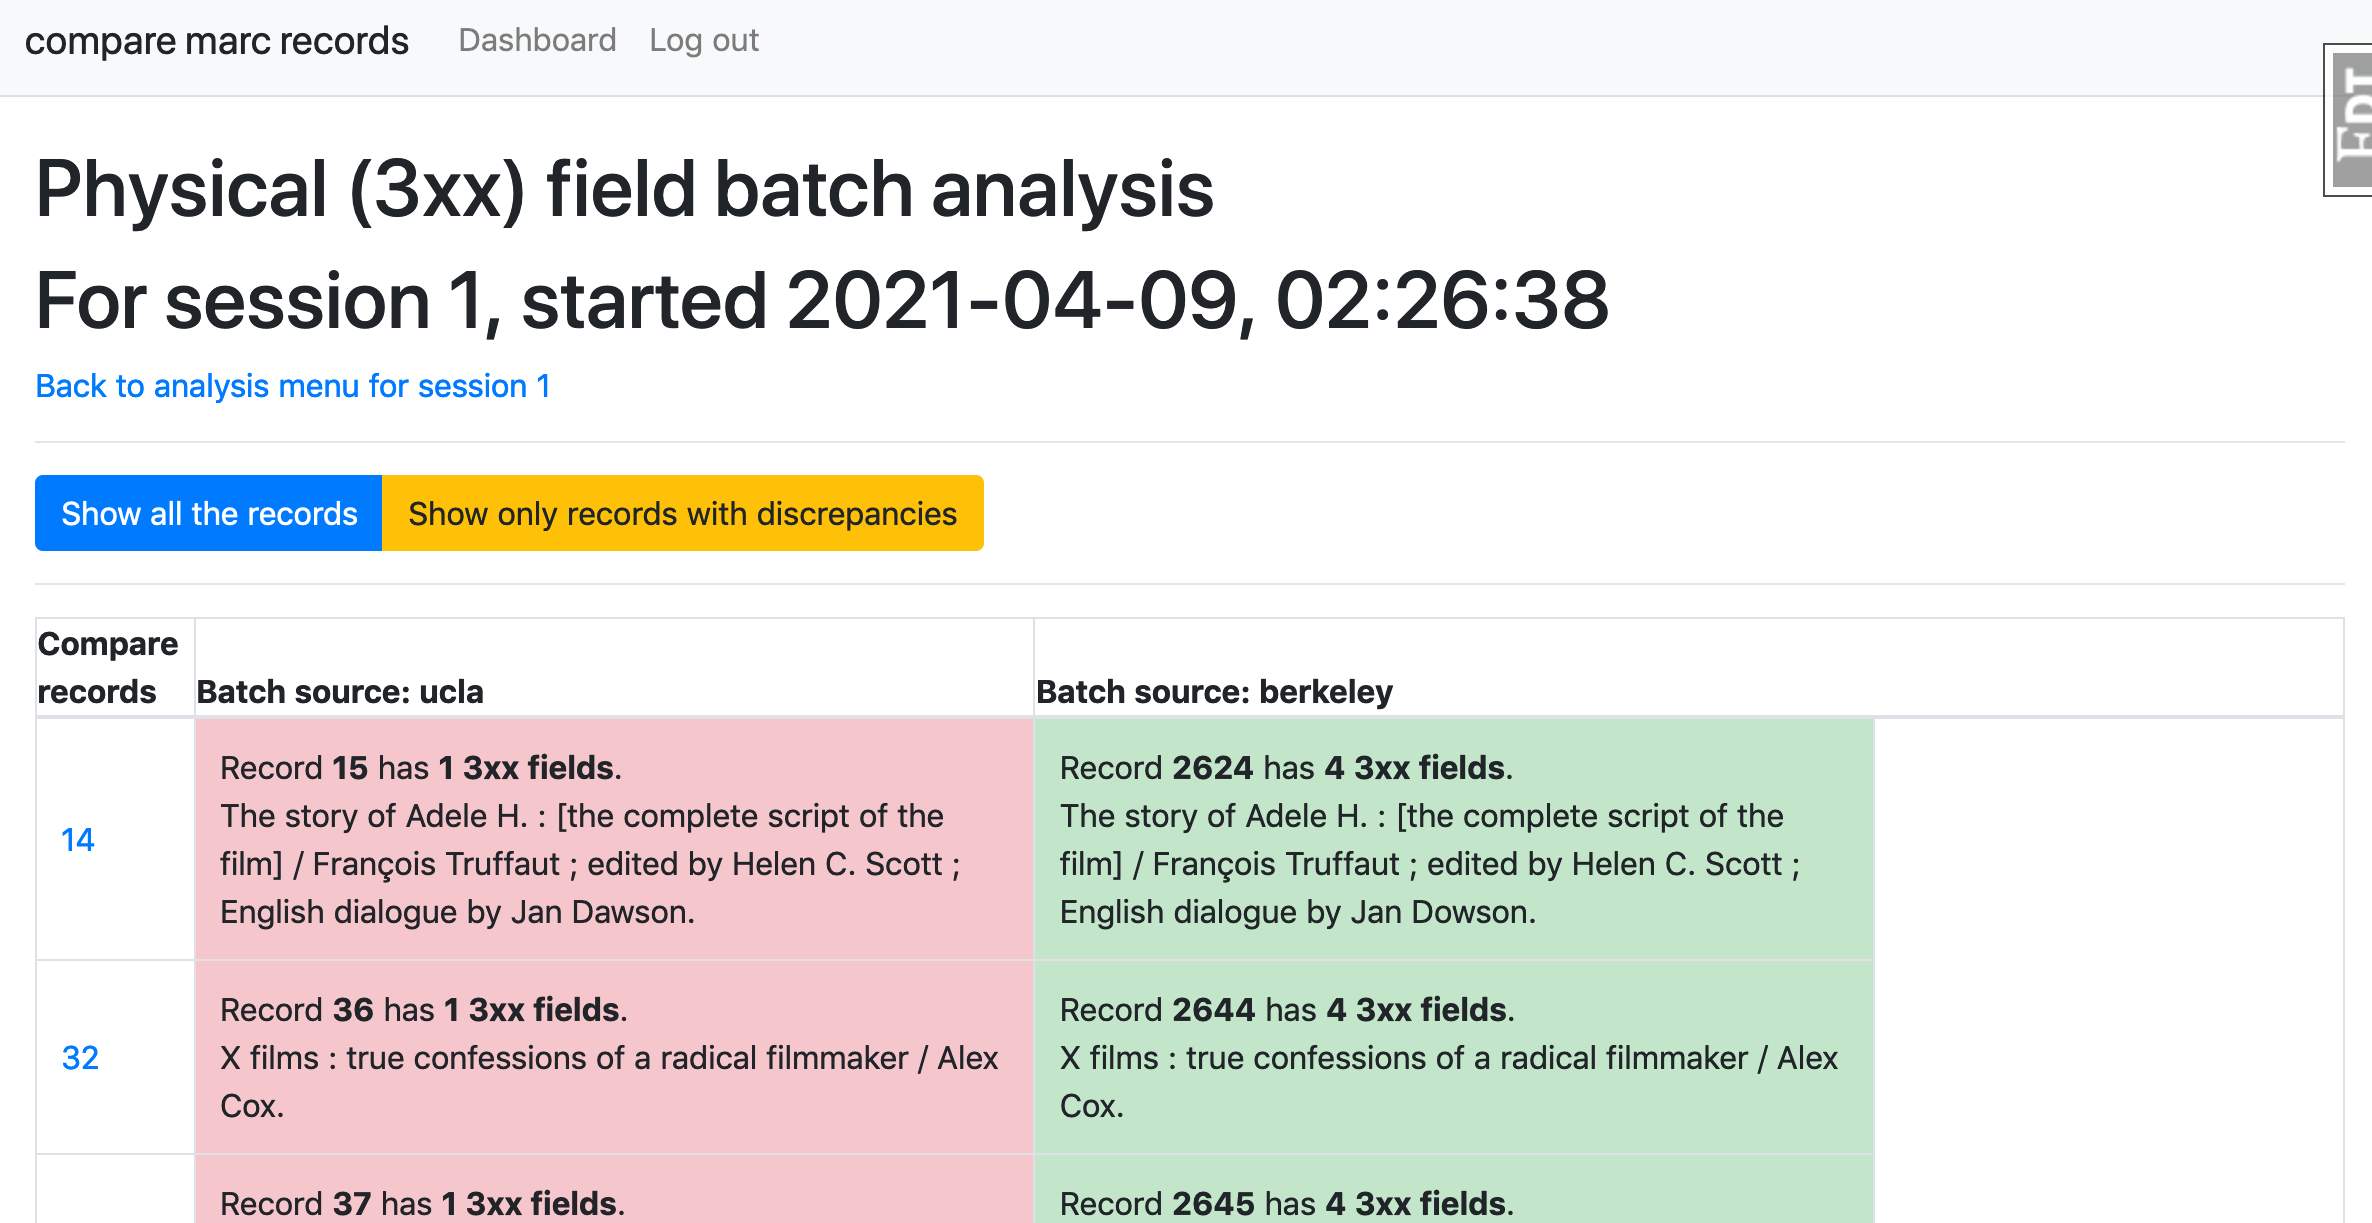 compare marc records Dashboard Log out
FDT
Physical (3xx) field batch analysis
For session 1, started 2021-04-09, 02:26:38
Back to analysis menu for session 1
Show all the records Show only records with discrepancies
Compare
records Batch source: ucla Batch source: berkeley
14
Record 15 has 1 3xx fields.
The story of Adele H. : [the complete script of the
film] / François Truffaut ; edited by Helen C. Scott ;
English dialogue by Jan Dawson.
Record 2624 has 4 3xx fields.
The story of Adele H. : [the complete script of the
film] / François Truffaut ; edited by Helen C. Scott ;
English dialogue by Jan Dowson.
32
Record 36 has 1 3xx fields.
X films : true confessions of a radical filmmaker / Alex
Cox.
Record 2644 has 4 3xx fields.
X films : true confessions of a radical filmmaker / Alex
Cox.
Record 37 has 1 3xx fields.
Record 2645 has 4 3xx fields.